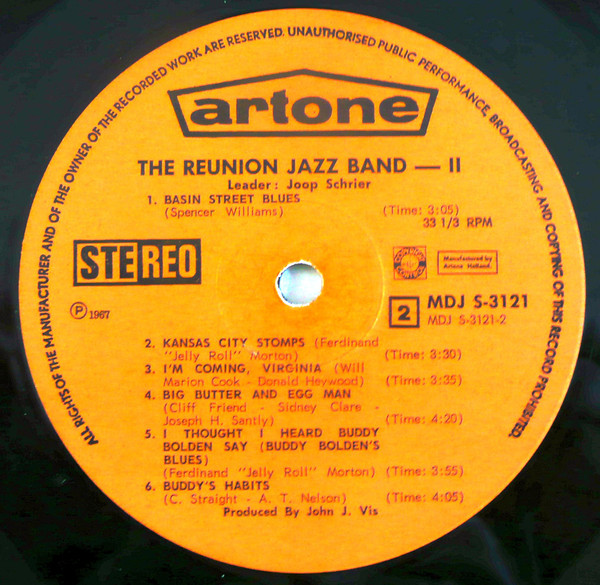 ALL RIGHTS OF THE MANUFACTURER AND OF THE OWNER OF THE RECORDED WORK ARE RESERVED. UNAUTHORISED PUBLIC PERFORMANCE, BROADCASTING AND COPYING OF THIS RECORD PROHIBITED.
artone
THE REUNION JAZZ BAND — II
Leader: Joop Schrier
1. BASIN STREET BLUES
(Spencer Williams) (Time: 3:05)
33 1/3 RPM
STEREO
Manufactured by
Artone Holland.
℗ 1967
2 MDJ S-3121
MDJ S-3121-2
2. KANSAS CITY STOMPS (Ferdinand
"Jelly Roll" Morton) (Time: 3:30)
3. I'M COMING, VIRGINIA (Will
Marion Cook - Donald Heywood) (Time: 3:35)
4. BIG BUTTER AND EGG MAN
(Cliff Friend - Sidney Clare -
Joseph H. Santly) (Time: 4:20)
5. I THOUGHT I HEARD BUDDY
BOLDEN SAY (BUDDY BOLDEN'S
BLUES)
(Ferdinand "Jelly Roll" Morton) (Time: 3:55)
6. BUDDY'S HABITS
(C. Straight - A. T. Nelson) (Time: 4:05)
Produced By John J. Vis